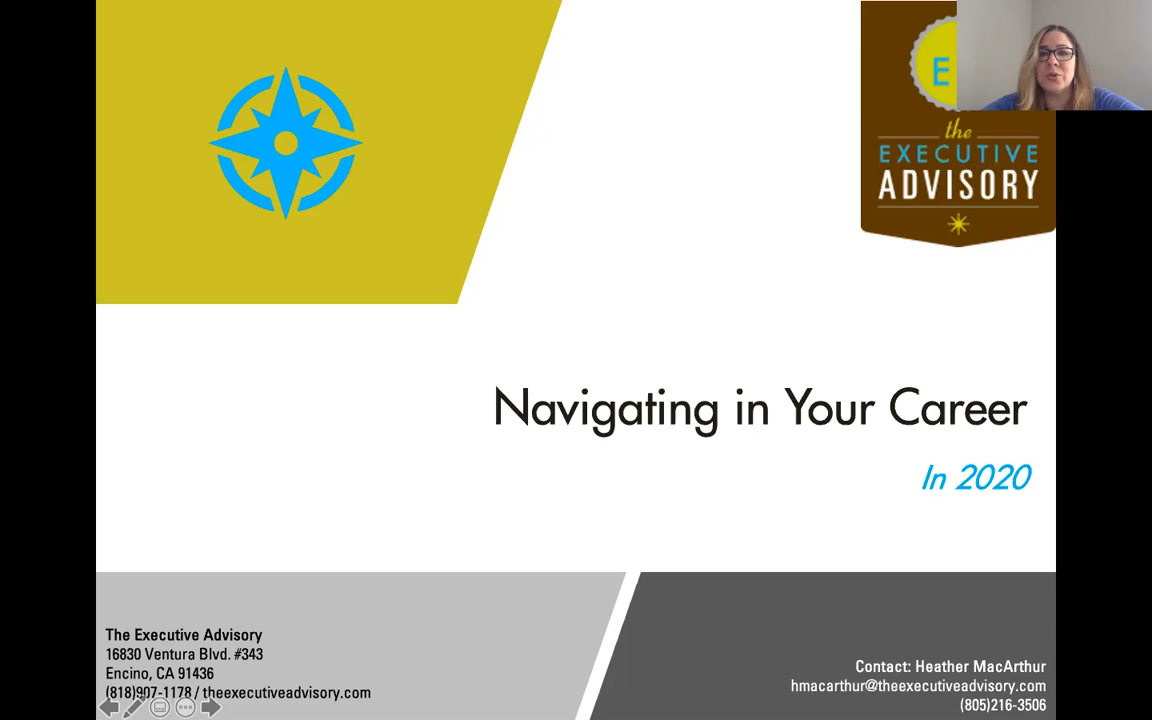 E
the
EXECUTIVE
ADVISORY
Navigating in Your Career
In 2020
The Executive Advisory
16830 Ventura Blvd. #343
Encino, CA 91436
(818)907-1178 / theexecutiveadvisory.com
Contact: Heather MacArthur
hmacarthur@theexecutiveadvisory.com
(805)216-3506